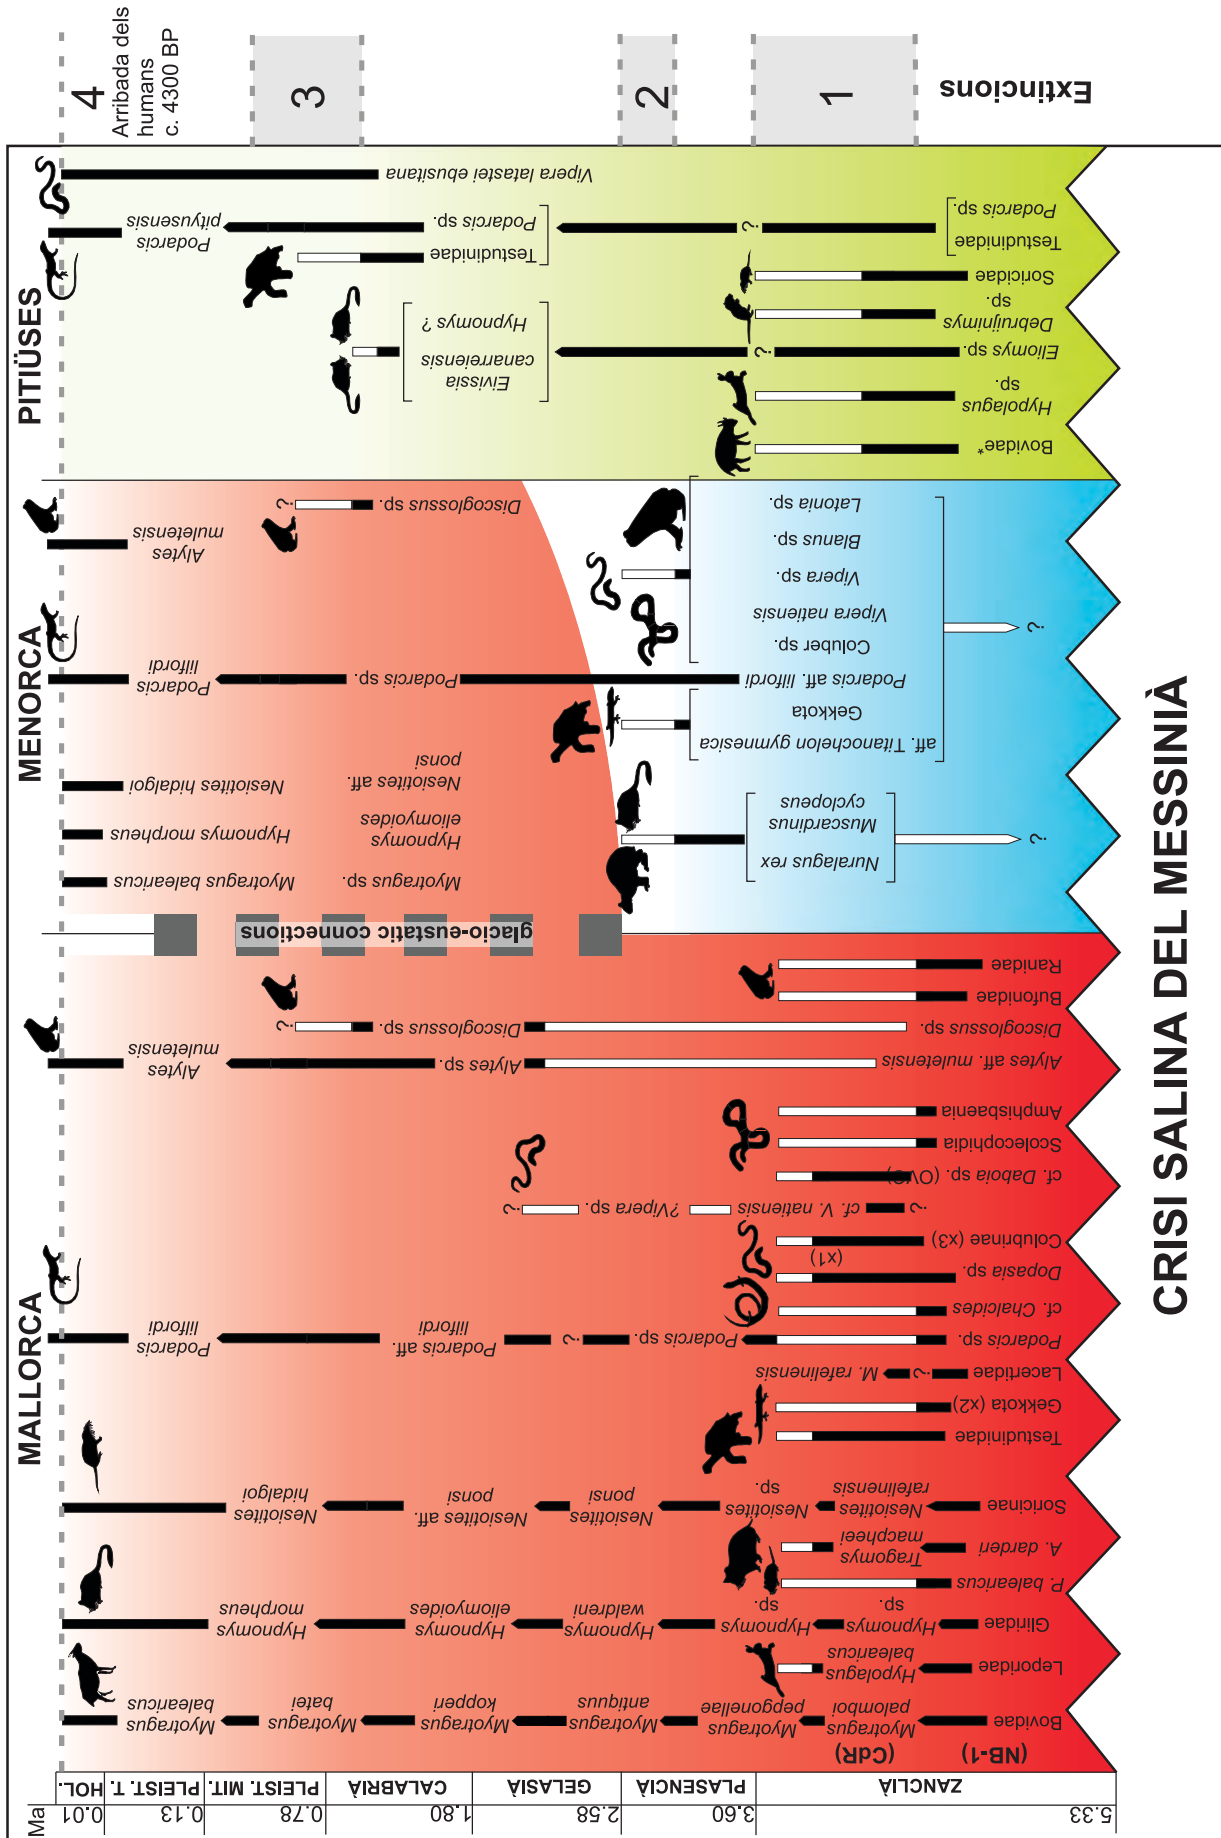 Ma
0.01
0.13
0.78
1.80
2.58
3.60
5.33
HOL.
PLEIST. T.
PLEIST. MIT.
CALABRIÀ
GELASIÀ
PLASENCIÀ
ZANCLIÀ
(CdR)
(NB-1)
MALLORCA
Myotragus
balearicus
Myotragus
batei
Myotragus
kopperi
Myotragus
antiquus
Myotragus
pepgonellae
Myotragus
palomboi
Bovidae
Hypolagus
balearicus
Leporidae
Hypnomys
morpheus
Hypnomys
eliomyoides
Hypnomys
waldreni
Hypnomys
sp.
Hypnomys
sp.
Gliridae
P. balearicus
Tragomys
macpheei
A. darderi
Nesiotites
hidalgoi
Nesiotites aff.
ponsi
Nesiotites
ponsi
Nesiotites
sp.
Nesiotites
rafelinensis
Soricinae
Testudinidae
Gekkota (x2)
M. rafelinensis
?
Lacertidae
Podarcis
lilfordi
Podarcis aff.
lilfordi
?
Podarcis sp.
Podarcis sp.
cf. Chalcides
Dopasia sp.
(x1)
Colubrinae (x3)
?
?Vipera sp.
cf. V. natiensis
?
cf. Daboia sp. (OVC)
Scolecophidia
Amphisbaenia
Alytes
muletensis
Alytes sp.
Alytes aff. muletensis
?
Discoglossus sp.
Discoglossus sp.
Bufonidae
Ranidae
glacio-eustatic connections
MENORCA
Myotragus balearicus
Myotragus sp.
Hypnomys morpheus
Hypnomys
eliomyoides
Nesiotites hidalgoi
Nesiotites aff.
ponsi
Nuralagus rex
Muscardinus
cyclopeus
?
Podarcis
lilfordi
Podarcis sp.
Podarcis aff. lilfordi
aff. Titanochelon gymnesica
Gekkota
Coluber sp.
Vipera natiensis
Vipera sp.
Blanus sp.
Latonia sp.
?
Alytes
muletensis
?
Discoglossus sp.
PITIÜSES
Bovidae*
Hypolagus
sp.
Eivissia
canarreiensis
Hypnomys ?
?
Eliomys sp.
Debruijnimys
sp.
Soricidae
Testudinidae
Podarcis
pityusensis
Podarcis sp.
?
Testudinidae
Podarcis sp.
Vipera latastei ebusitana
4
Arribada dels
humans
c. 4300 BP
3
2
1
Extincions
CRISI SALINA DEL MESSINIÀ